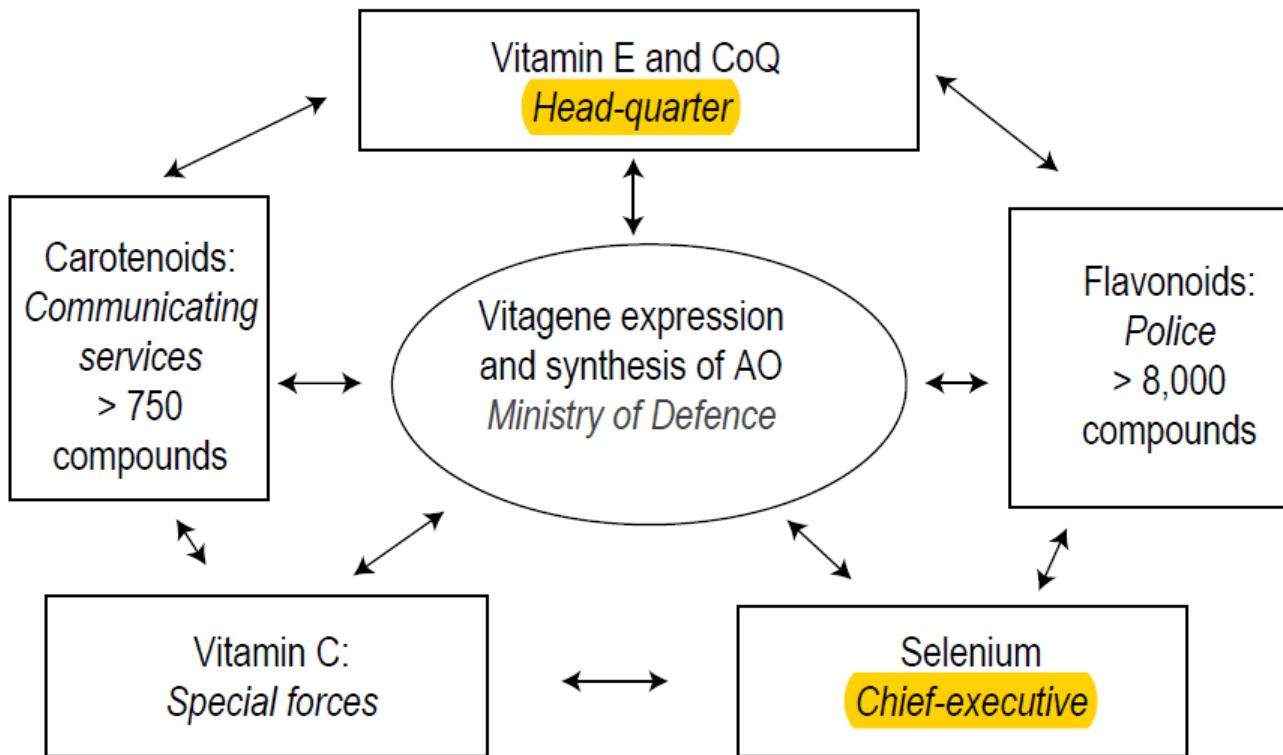 Vitamin E and CoQ
Head-quarter
Carotenoids:
Communicating
services
> 750
compounds
Vitagene expression
and synthesis of AO
Ministry of Defence
Flavonoids:
Police
> 8,000
compounds
Vitamin C:
Special forces
Selenium
Chief-executive